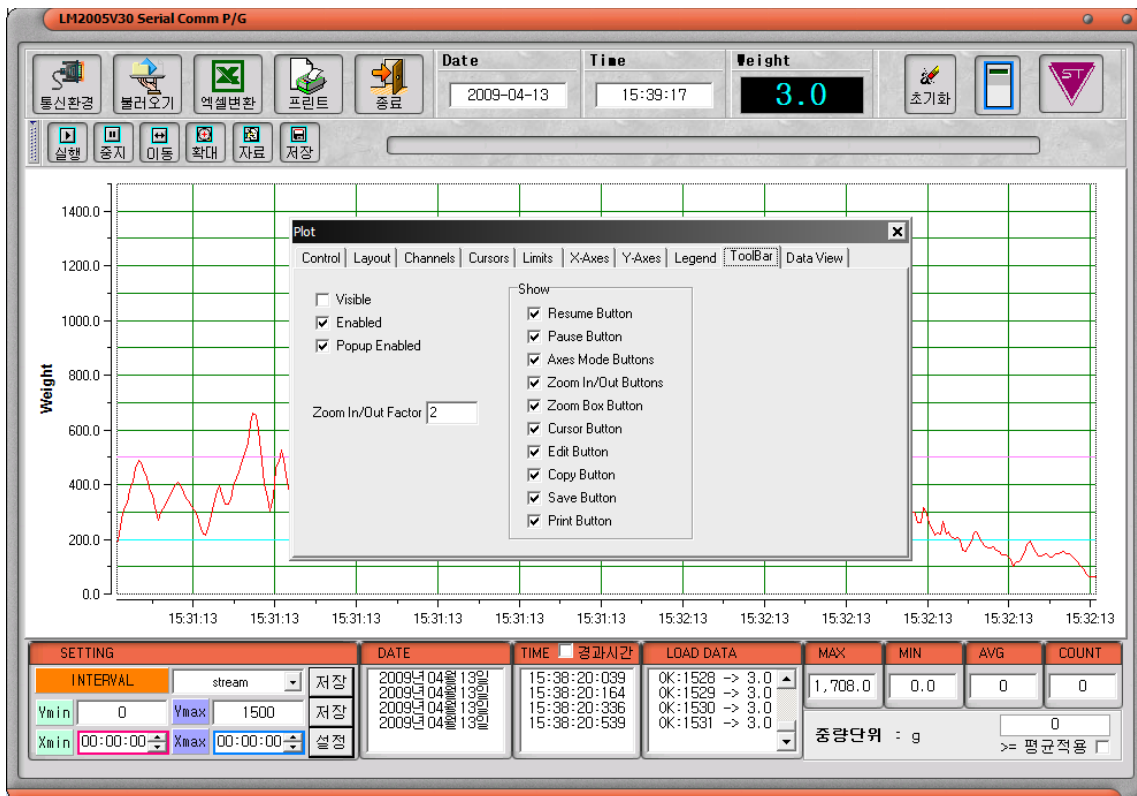 LM2005V30 Serial Comm P/G
통신환경 불러오기 엑셀변환 프린트 종료
Date Time Weight
2009-04-13 15:39:17 3.0
초기화
ST
실행 중지 이동 확대 자료 저장
Plot
Control Layout Channels Cursors Limits X-Axes Y-Axes Legend ToolBar Data View
Visible
Enabled
Popup Enabled
Zoom In/Out Factor 2
Show
Resume Button
Pause Button
Axes Mode Buttons
Zoom In/Out Buttons
Zoom Box Button
Cursor Button
Edit Button
Copy Button
Save Button
Print Button
Weight
1400.0
1200.0
1000.0
800.0
600.0
400.0
200.0
0.0
15:31:13 15:31:13 15:31:13 15:31:13 15:31:13 15:31:13 15:32:13 15:32:13 15:32:13 15:32:13 15:32:13 15:32:13
SETTING
INTERVAL stream 저장
Ymin 0 Ymax 1500 저장
Xmin 00:00:00 Xmax 00:00:00 설정
DATE
2009년04월13일
2009년04월13일
2009년04월13일
2009년04월13일
TIME 경과시간
15:38:20:039
15:38:20:164
15:38:20:336
15:38:20:539
LOAD DATA
OK:1528 -> 3.0
OK:1529 -> 3.0
OK:1530 -> 3.0
OK:1531 -> 3.0
MAX MIN AVG COUNT
1,708.0 0.0 0 0
중량단위 : g
0
>= 평균적용